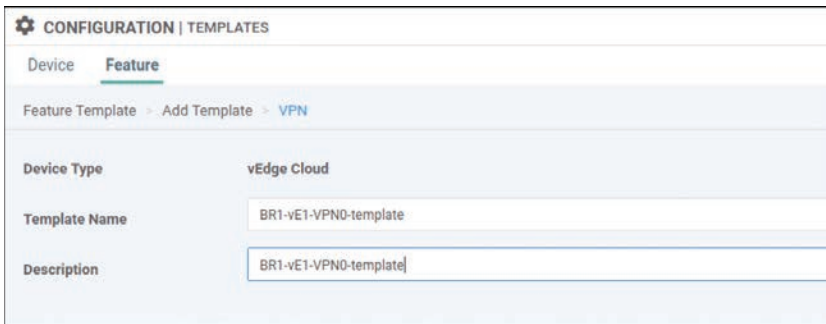 CONFIGURATION | TEMPLATES
Device Feature
Feature Template > Add Template > VPN
Device Type vEdge Cloud
Template Name BR1-vE1-VPN0-template
Description BR1-vE1-VPN0-template